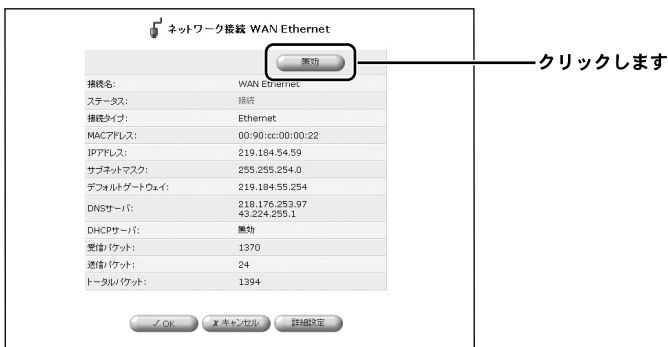 ネットワーク接続 WAN Ethernet
無効
クリックします
接続名: WAN Ethernet
ステータス: 接続
接続タイプ: Ethernet
MACアドレス: 00:90:cc:00:00:22
IPアドレス: 219.184.54.59
サブネットマスク: 255.255.254.0
デフォルトゲートウェイ: 219.184.55.254
DNSサーバ: 218.176.253.97
43.224.255.1
DHCPサーバ: 無効
受信パケット: 1370
送信パケット: 24
トータルパケット: 1394
✓ OK ✗ キャンセル 詳細設定